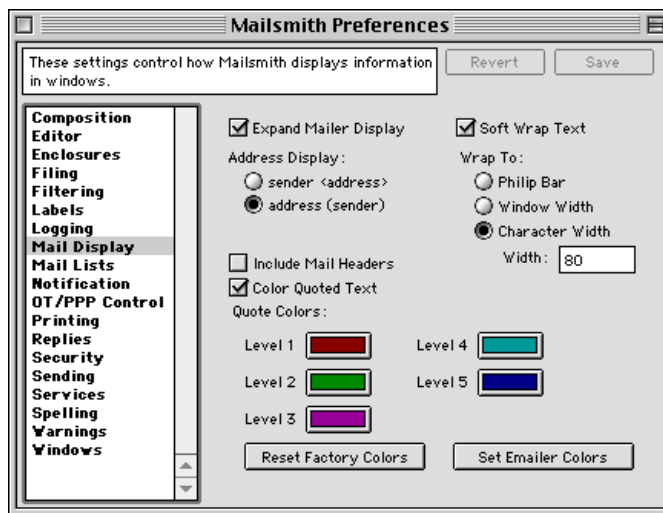 Mailsmith Preferences
These settings control how Mailsmith displays information
in windows.
Revert
Save
Composition
Editor
Enclosures
Filing
Filtering
Labels
Logging
Mail Display
Mail Lists
Notification
OT/PPP Control
Printing
Replies
Security
Sending
Services
Spelling
Warnings
Windows
Expand Mailer Display
Address Display:
sender <address>
address (sender)
Include Mail Headers
Color Quoted Text
Soft Wrap Text
Wrap To:
Philip Bar
Window Width
Character Width
Width: 80
Quote Colors:
Level 1
Level 2
Level 3
Level 4
Level 5
Reset Factory Colors
Set Emailer Colors